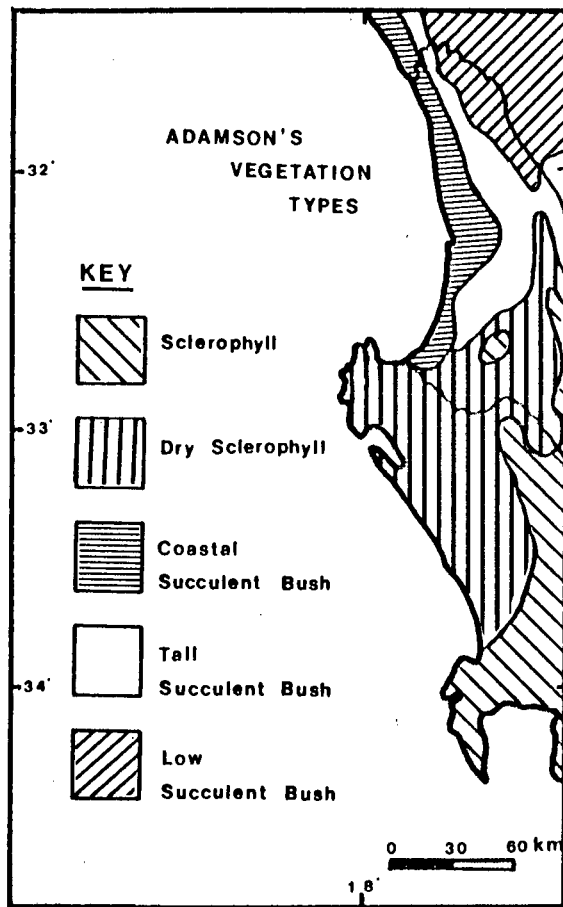 ADAMSON'S
VEGETATION
TYPES
32°
KEY
Sclerophyll
33°
Dry Sclerophyll
Coastal
Succulent Bush
Tall
Succulent Bush
34°
Low
Succulent Bush
0 30 60 km
18°